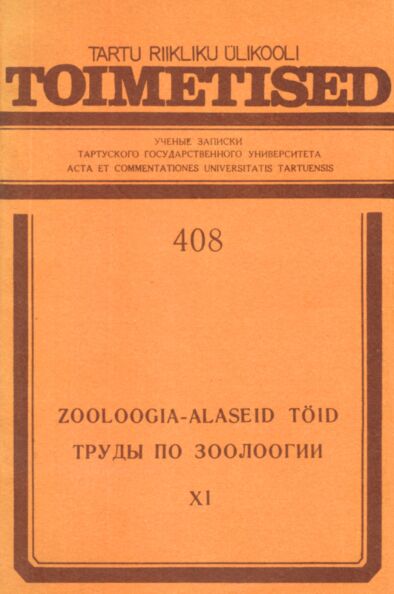 TARTU RIIKLIKU ÜLIKOOLI
TOIMETISED
УЧЕНЫЕ ЗАПИСКИ
ТАРТУСКОГО ГОСУДАРСТВЕННОГО УНИВЕРСИТЕТА
ACTA ET COMMENTATIONES UNIVERSITATIS TARTUENSIS
408
ZOOLOOGIA-ALASEID TÖID
ТРУДЫ ПО ЗООЛООГИИ
XI